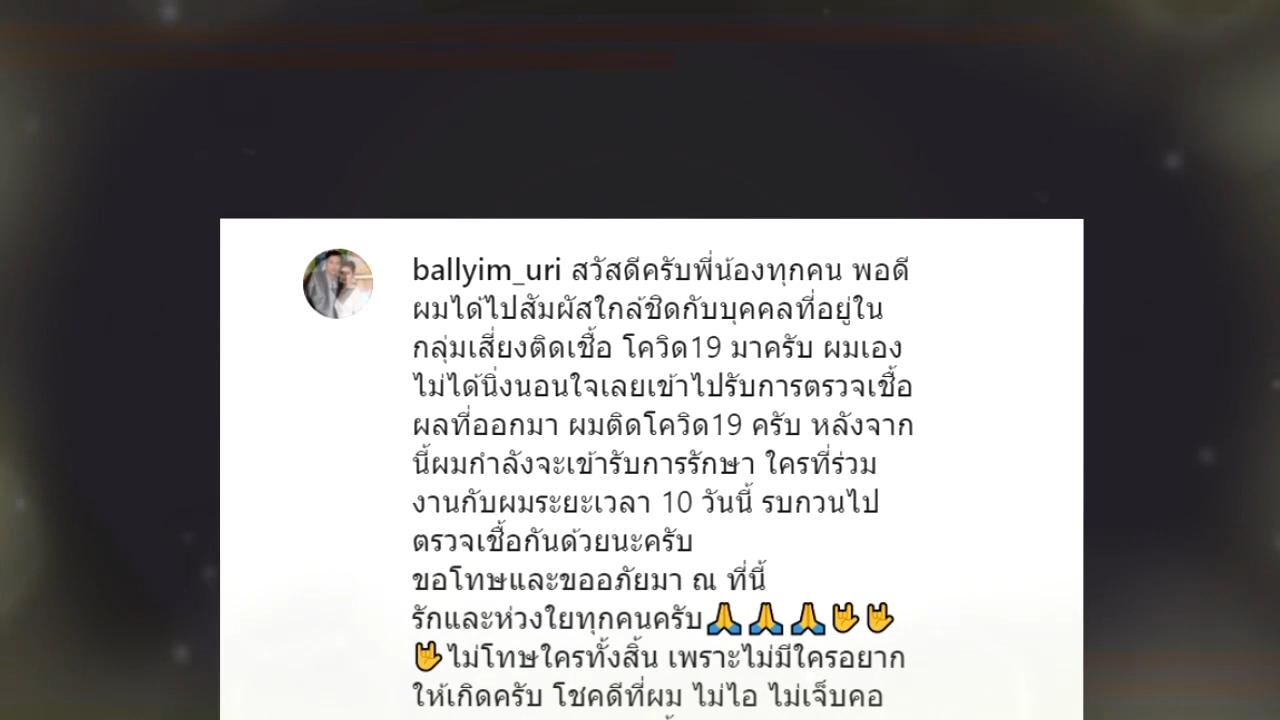 ballyim_uri สวัสดีครับพี่น้องทุกคน พอดี
ผมได้ไปสัมผัสใกล้ชิดกับบุคคลที่อยู่ใน
กลุ่มเสี่ยงติดเชื้อ โควิด19 มาครับ ผมเอง
ไม่ได้นิ่งนอนใจเลยเข้าไปรับการตรวจเชื้อ
ผลที่ออกมา ผมติดโควิด19 ครับ หลังจาก
นี้ผมกำลังจะเข้ารับการรักษา ใครที่ร่วม
งานกับผมระยะเวลา 10 วันนี้ รบกวนไป
ตรวจเชื้อกันด้วยนะครับ
ขอโทษและขออภัยมา ณ ที่นี้
รักและห่วงใยทุกคนครับ🙏🙏🙏🤟🤟
🤟ไม่โทษใครทั้งสิ้น เพราะไม่มีใครอยาก
ให้เกิดครับ โชคดีที่ผม ไม่ไอ ไม่เจ็บคอ